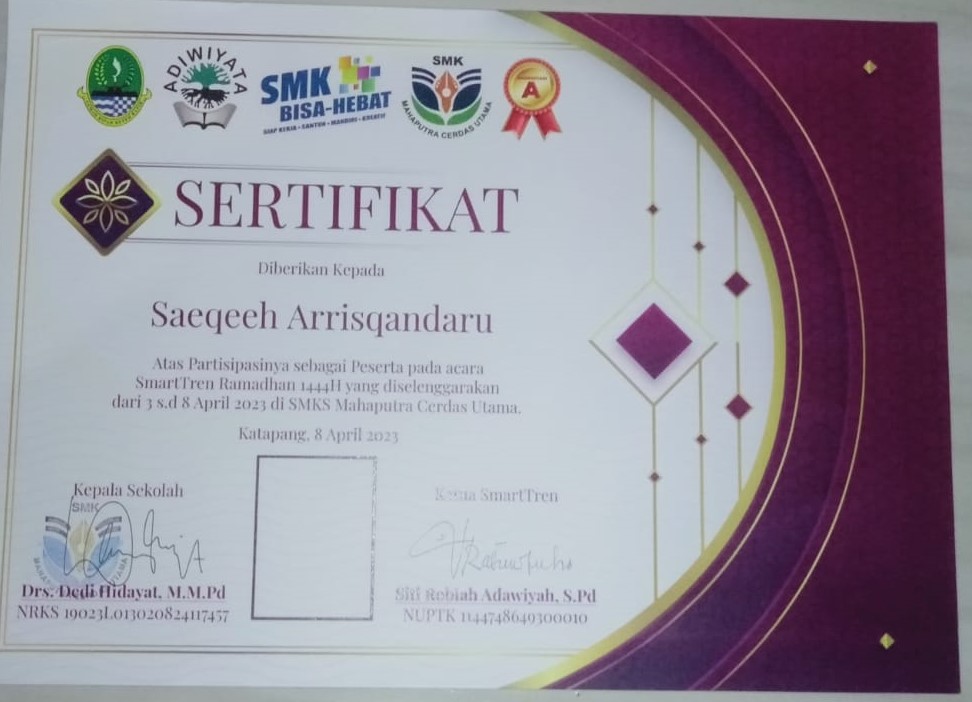 ADIWIYATA
SMK
BISA-HEBAT
SIAP KERJA • SANTUN • MANDIRI • KREATIF
SMK
MAHAPUTRA CERDAS UTAMA
A
SERTIFIKAT
Diberikan Kepada
Saeqeeh Arrisqandaru
Atas Partisipasinya sebagai Peserta pada acara
SmartTren Ramadhan 1444H yang diselenggarakan
dari 3 s.d 8 April 2023 di SMKS Mahaputra Cerdas Utama.
Katapang, 8 April 2023
Kepala Sekolah
SMK
Drs. Dedi Hidayat, M.M.Pd
NRKS 19023L013020824117457
Ketua SmartTren
Siti Robiah Adawiyah, S.Pd
NUPTK 1144748649300010